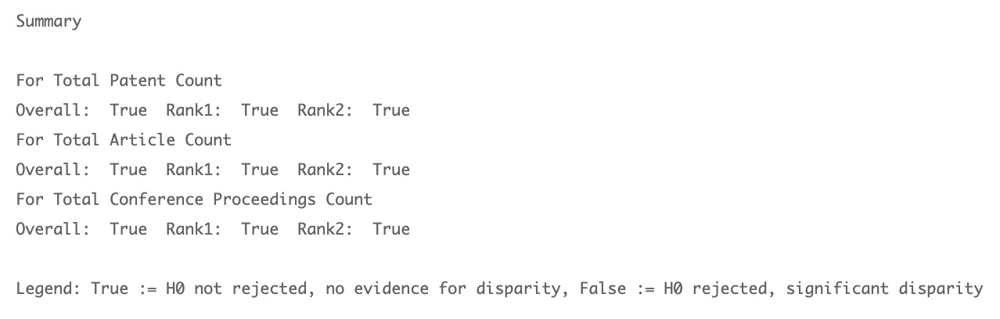 Summary
For Total Patent Count
Overall:  True  Rank1:  True  Rank2:  True
For Total Article Count
Overall:  True  Rank1:  True  Rank2:  True
For Total Conference Proceedings Count
Overall:  True  Rank1:  True  Rank2:  True
Legend: True := H0 not rejected, no evidence for disparity, False := H0 rejected, significant disparity